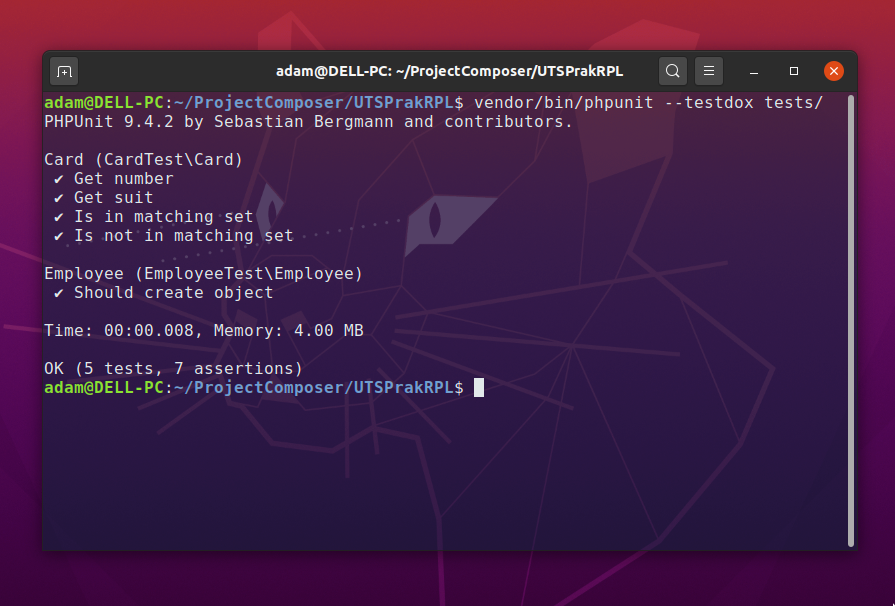 adam@DELL-PC: ~/ProjectComposer/UTSPrakRPL
adam@DELL-PC:~/ProjectComposer/UTSPrakRPL$ vendor/bin/phpunit --testdox tests/
PHPUnit 9.4.2 by Sebastian Bergmann and contributors.
Card (CardTest\Card)
✔ Get number
✔ Get suit
✔ Is in matching set
✔ Is not in matching set
Employee (EmployeeTest\Employee)
✔ Should create object
Time: 00:00.008, Memory: 4.00 MB
OK (5 tests, 7 assertions)
adam@DELL-PC:~/ProjectComposer/UTSPrakRPL$